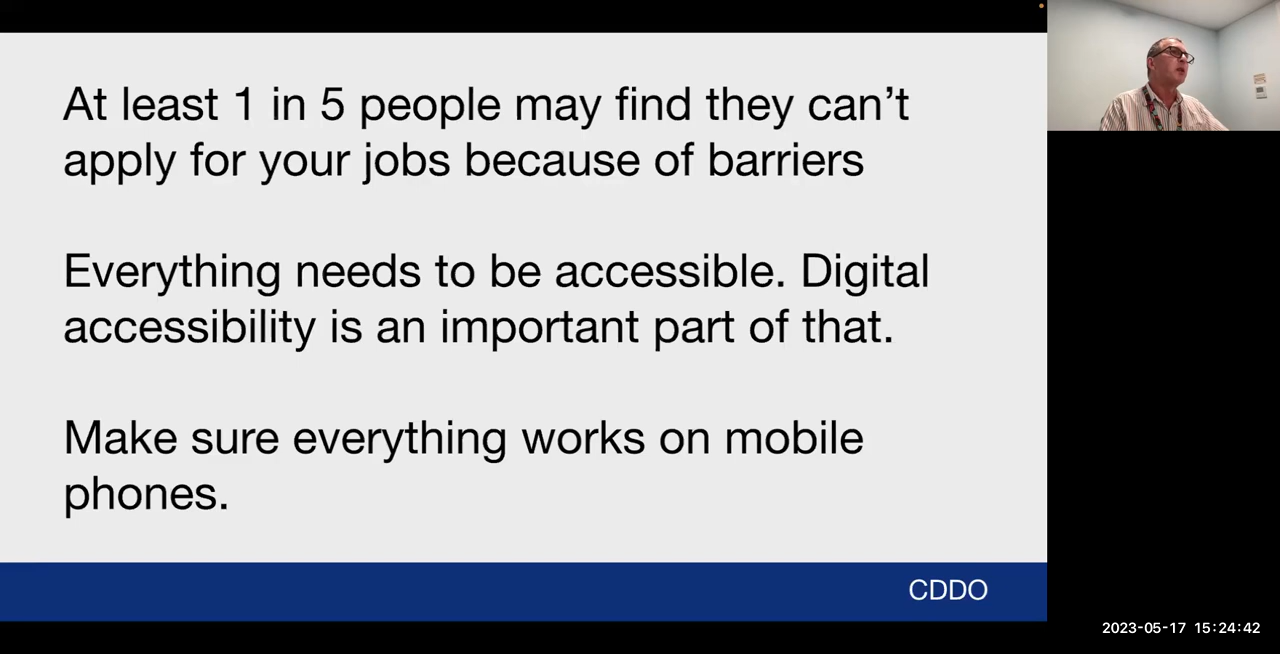 At least 1 in 5 people may find they can’t
apply for your jobs because of barriers
Everything needs to be accessible. Digital
accessibility is an important part of that.
Make sure everything works on mobile
phones.
CDDO
2023-05-17 15:24:42